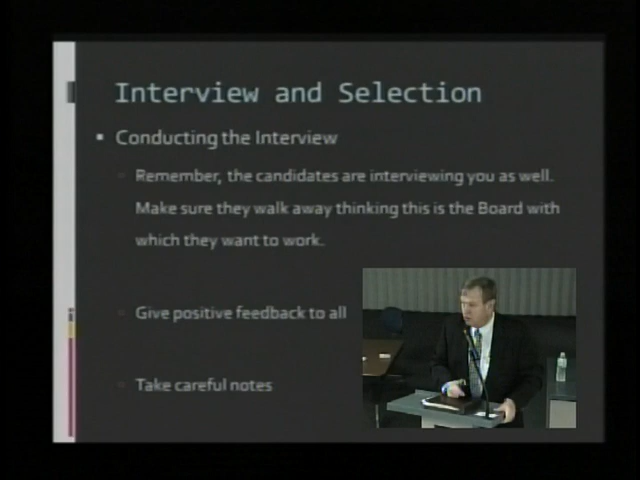 Interview and Selection
Conducting the Interview
Remember, the candidates are interviewing you as well.
Make sure they walk away thinking this is the Board with
which they want to work.
Give positive feedback to all
Take careful notes